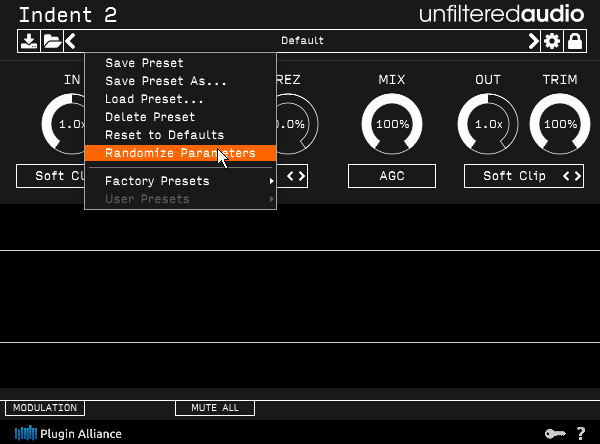 Indent 2
unfilteredaudio
Default
Save Preset
Save Preset As...
Load Preset...
Delete Preset
Reset to Defaults
Randomize Parameters
Factory Presets
User Presets
IN REZ MIX OUT TRIM
1.0x .0% 100% 1.0x 100%
Soft Cl AGC Soft Clip
MODULATION MUTE ALL
Plugin Alliance ?